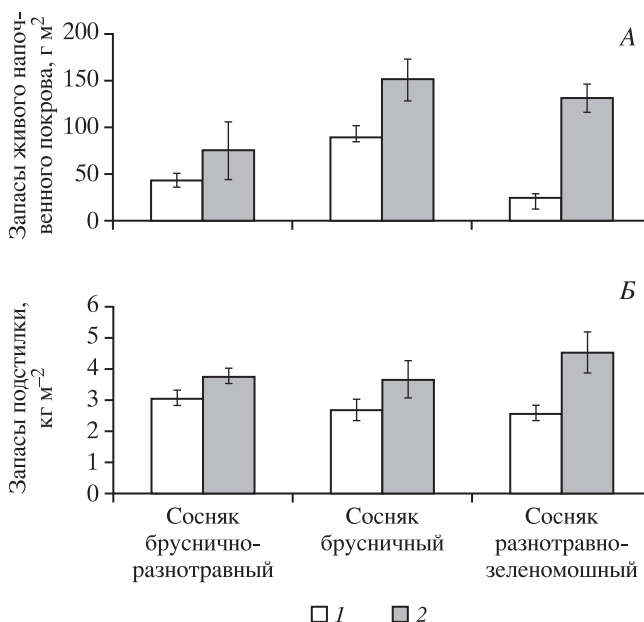 Запасы живого напоч-
венного покрова, г м²
200
150
100
50
0
А
Запасы подстилки,
кг м⁻²
6
5
4
3
2
1
0
Б
Сосняк
бруснично-
разнотравный
Сосняк
брусничный
Сосняк
разнотравно-
зеленомошный
1 2